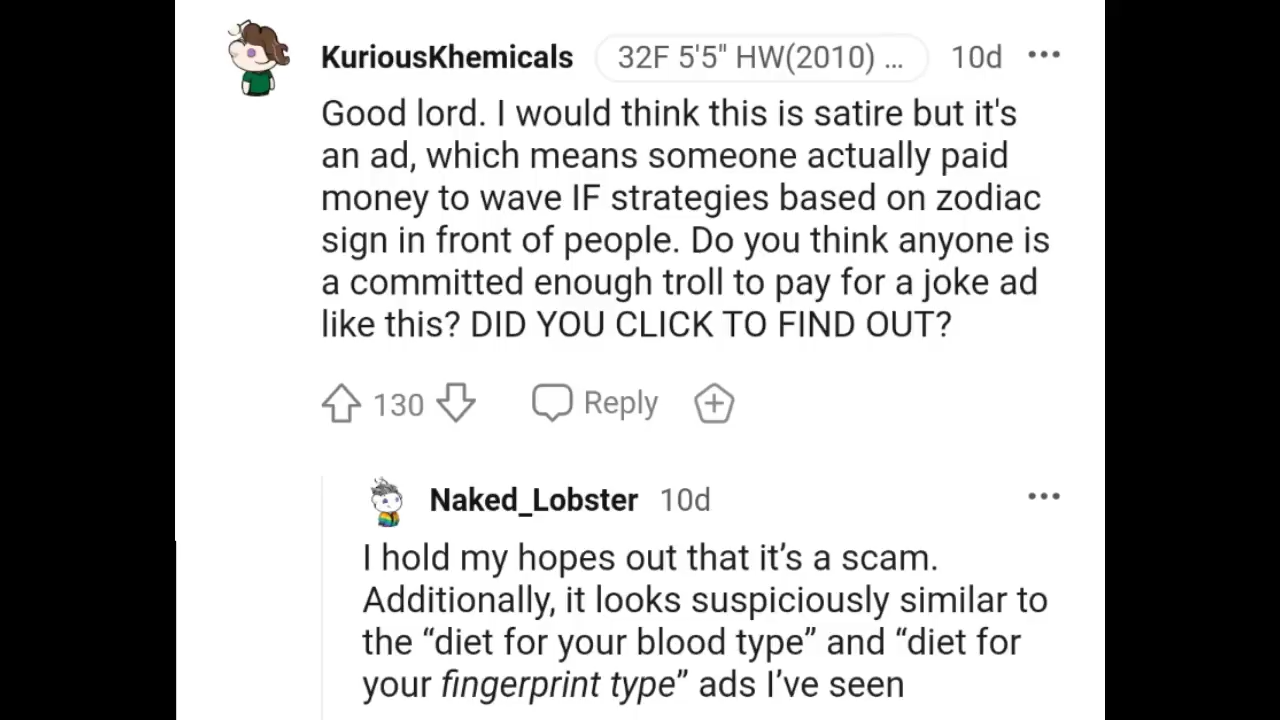 KuriousKhemicals 32F 5'5" HW(2010) ... 10d
Good lord. I would think this is satire but it's
an ad, which means someone actually paid
money to wave IF strategies based on zodiac
sign in front of people. Do you think anyone is
a committed enough troll to pay for a joke ad
like this? DID YOU CLICK TO FIND OUT?
130 Reply
Naked_Lobster 10d
I hold my hopes out that it’s a scam.
Additionally, it looks suspiciously similar to
the “diet for your blood type” and “diet for
your fingerprint type” ads I’ve seen